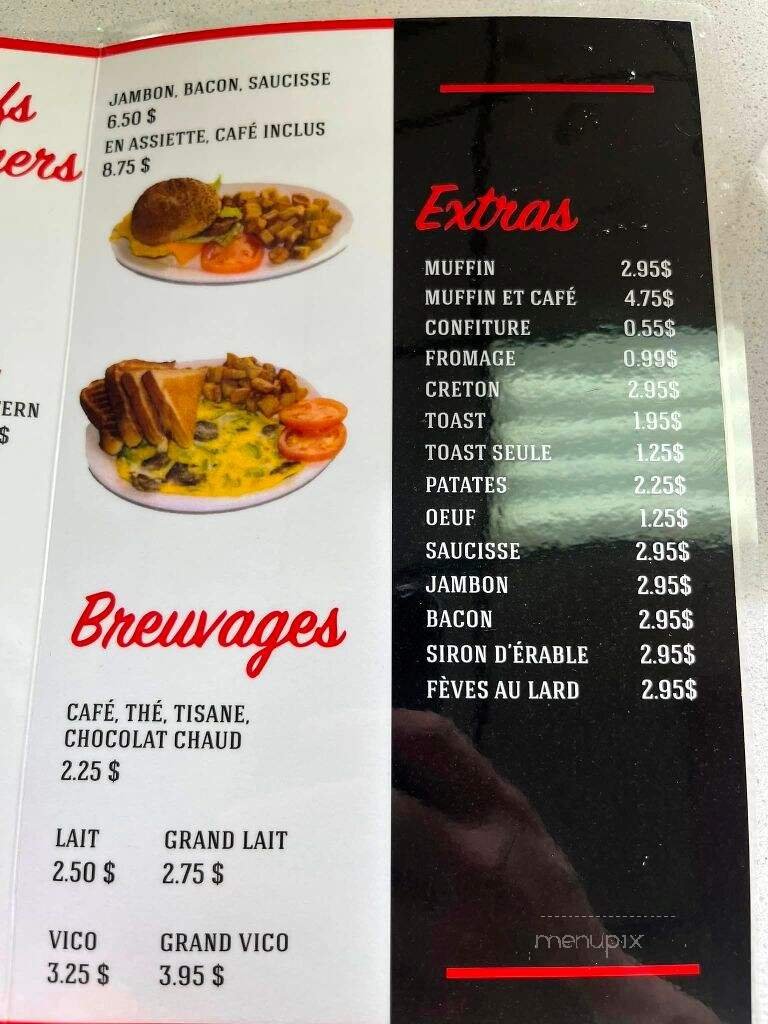 JAMBON, BACON, SAUCISSE
6.50 $
EN ASSIETTE, CAFÉ INCLUS
8.75 $
Breuvages
CAFÉ, THÉ, TISANE,
CHOCOLAT CHAUD
2.25 $
LAIT GRAND LAIT
2.50 $ 2.75 $
VICO GRAND VICO
3.25 $ 3.95 $
Extras
MUFFIN 2.95$
MUFFIN ET CAFÉ 4.75$
CONFITURE 0.55$
FROMAGE 0.99$
CRETON 2.95$
TOAST 1.95$
TOAST SEULE 1.25$
PATATES 2.25$
OEUF 1.25$
SAUCISSE 2.95$
JAMBON 2.95$
BACON 2.95$
SIRON D'ÉRABLE 2.95$
FÈVES AU LARD 2.95$
menupix